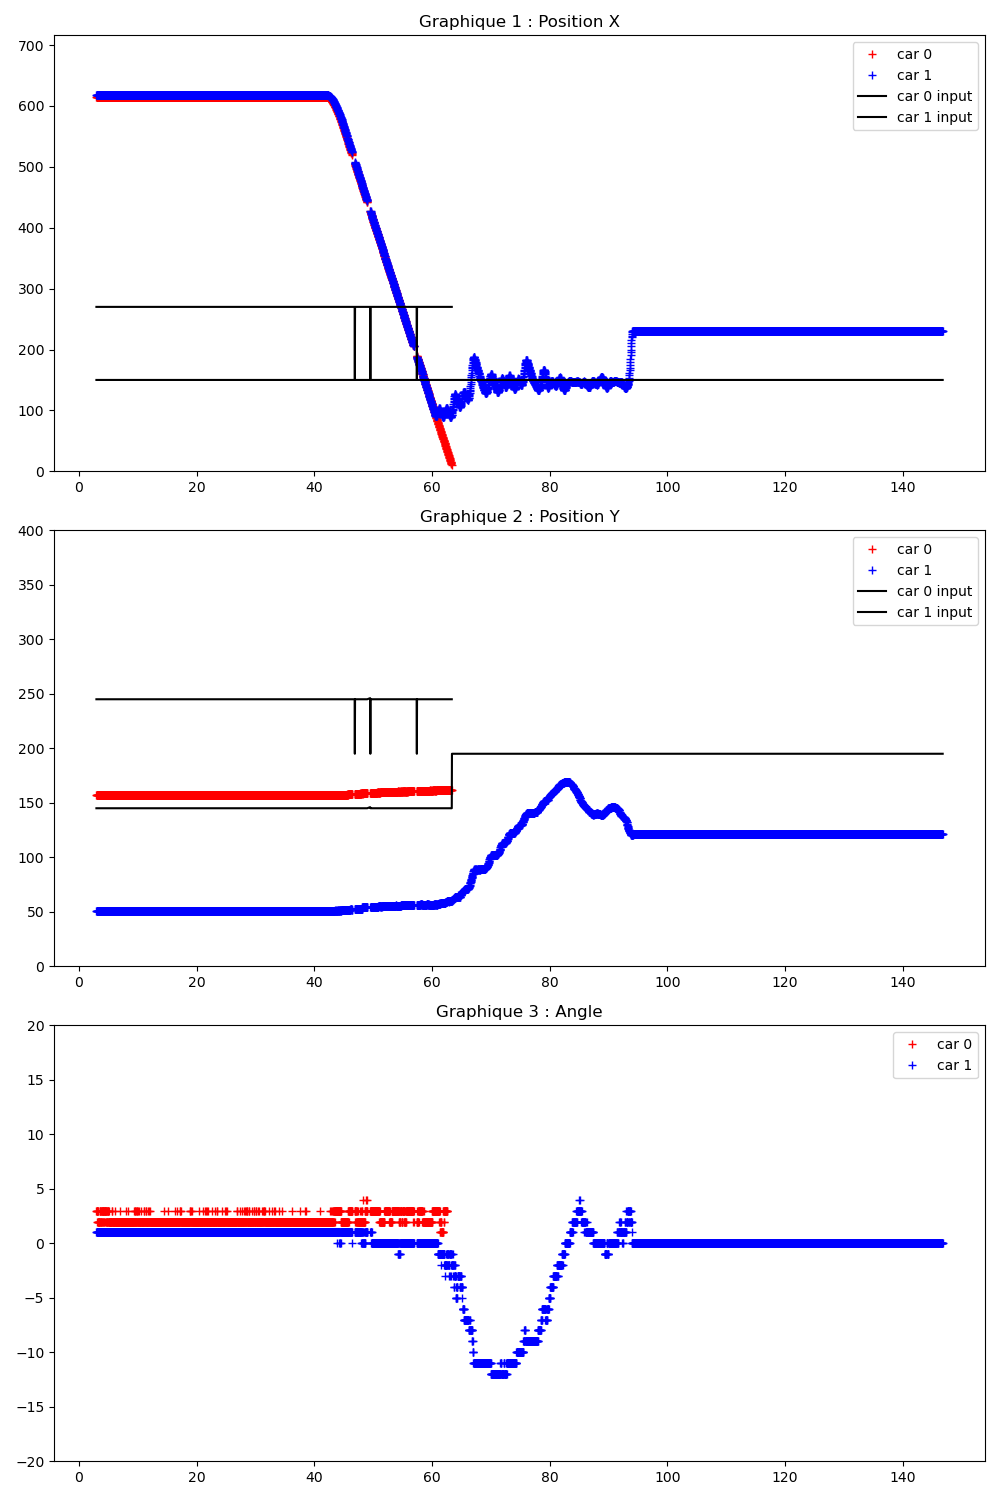 Graphique 1 : Position X
700
600
500
400
300
200
100
0
0 20 40 60 80 100 120 140
car 0
car 1
car 0 input
car 1 input
Graphique 2 : Position Y
400
350
300
250
200
150
100
50
0
0 20 40 60 80 100 120 140
car 0
car 1
car 0 input
car 1 input
Graphique 3 : Angle
20
15
10
5
0
−5
−10
−15
−20
0 20 40 60 80 100 120 140
car 0
car 1